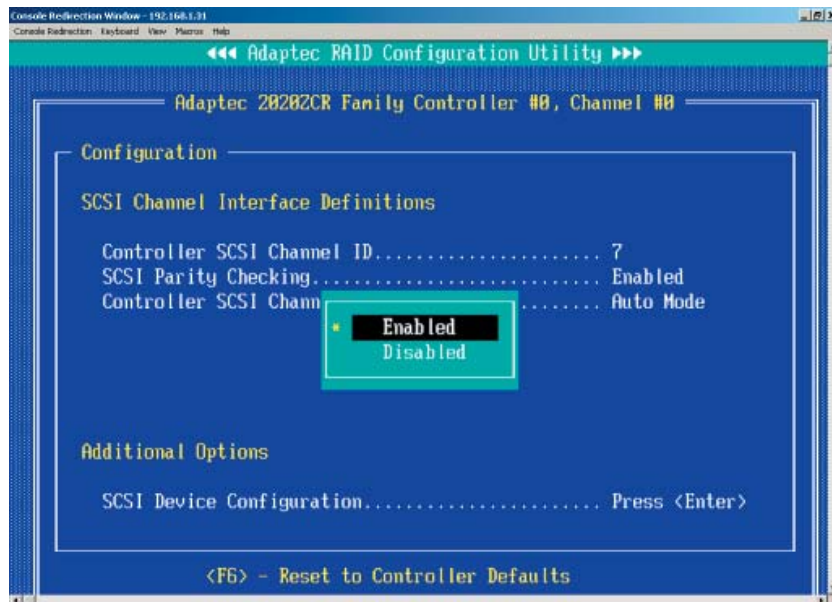 Console Redirection Window - 192.168.1.31
Console Redirection Keyboard View Macros Help
Adaptec RAID Configuration Utility
Adaptec 2020ZCR Family Controller #0, Channel #0
Configuration
SCSI Channel Interface Definitions
Controller SCSI Channel ID...................... 7
SCSI Parity Checking............................ Enabled
Controller SCSI Chann ........ Auto Mode
* Enabled
Disabled
Additional Options
SCSI Device Configuration....................... Press <Enter>
<F6> - Reset to Controller Defaults